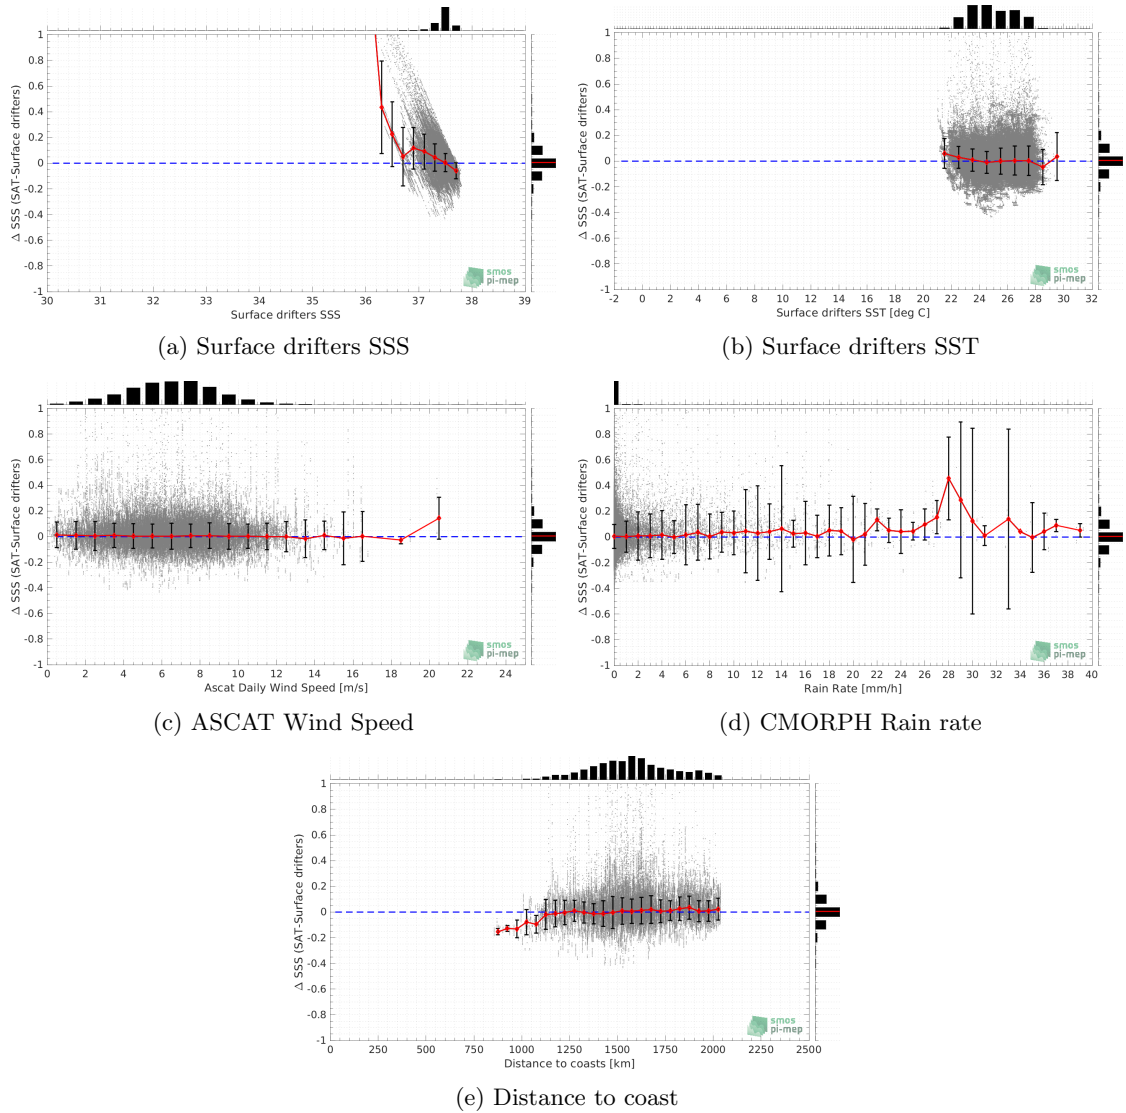 1
0.8
0.6
0.4
0.2
0
-0.2
-0.4
-0.6
-0.8
-1
Δ SSS (SAT-Surface drifters)
30 31 32 33 34 35 36 37 38 39
Surface drifters SSS
smos
pi-mep
(a) Surface drifters SSS
1
0.8
0.6
0.4
0.2
0
-0.2
-0.4
-0.6
-0.8
-1
Δ SSS (SAT-Surface drifters)
-2 0 2 4 6 8 10 12 14 16 18 20 22 24 26 28 30 32
Surface drifters SST [deg C]
smos
pi-mep
(b) Surface drifters SST
1
0.8
0.6
0.4
0.2
0
-0.2
-0.4
-0.6
-0.8
-1
Δ SSS (SAT-Surface drifters)
0 2 4 6 8 10 12 14 16 18 20 22 24
Ascat Daily Wind Speed [m/s]
smos
pi-mep
(c) ASCAT Wind Speed
1
0.8
0.6
0.4
0.2
0
-0.2
-0.4
-0.6
-0.8
-1
Δ SSS (SAT-Surface drifters)
0 2 4 6 8 10 12 14 16 18 20 22 24 26 28 30 32 34 36 38 40
Rain Rate [mm/h]
smos
pi-mep
(d) CMORPH Rain rate
1
0.8
0.6
0.4
0.2
0
-0.2
-0.4
-0.6
-0.8
-1
Δ SSS (SAT-Surface drifters)
0 250 500 750 1000 1250 1500 1750 2000 2250 2500
Distance to coasts [km]
smos
pi-mep
(e) Distance to coast